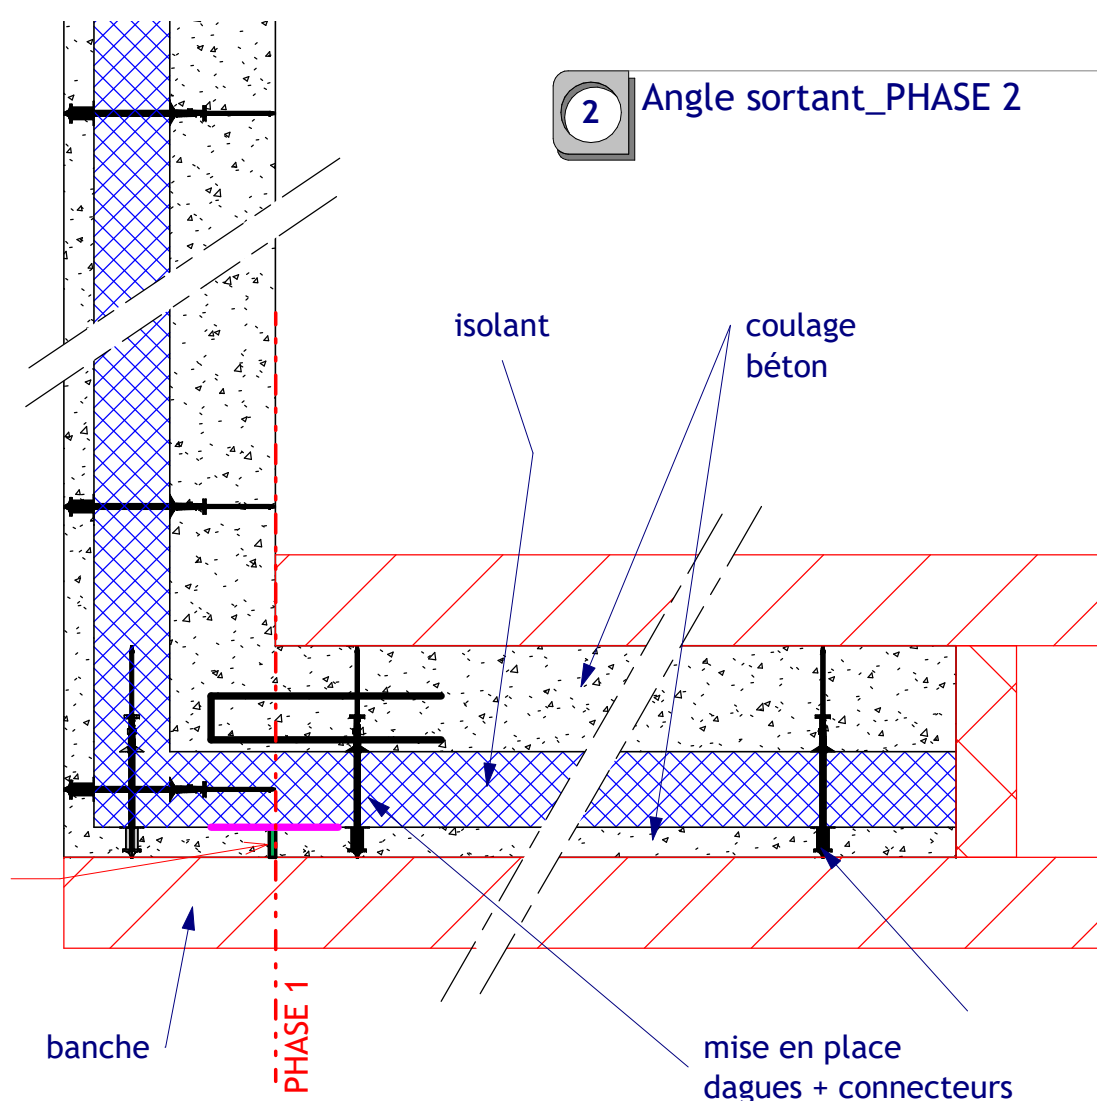 2
Angle sortant_PHASE 2
isolant
coulage
béton
banche
PHASE 1
mise en place
dagues + connecteurs